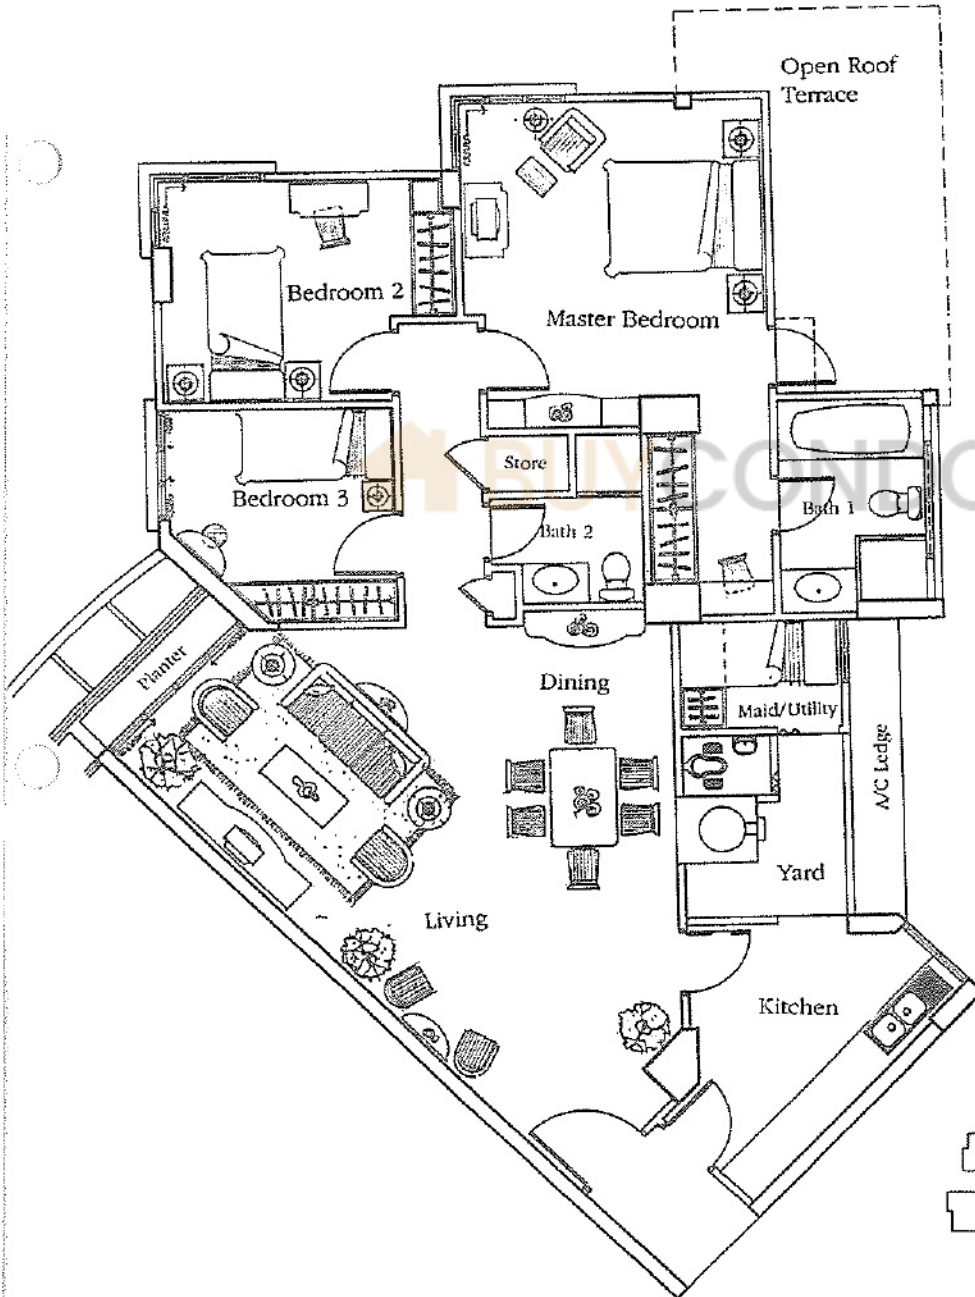 Open Roof
Terrace
Bedroom 2
Master Bedroom
BUYCONDO
Store
Bedroom 3
Bath 2
Bath 1
Planter
Dining
Maid/Utility
A/C Ledge
Yard
Living
Kitchen